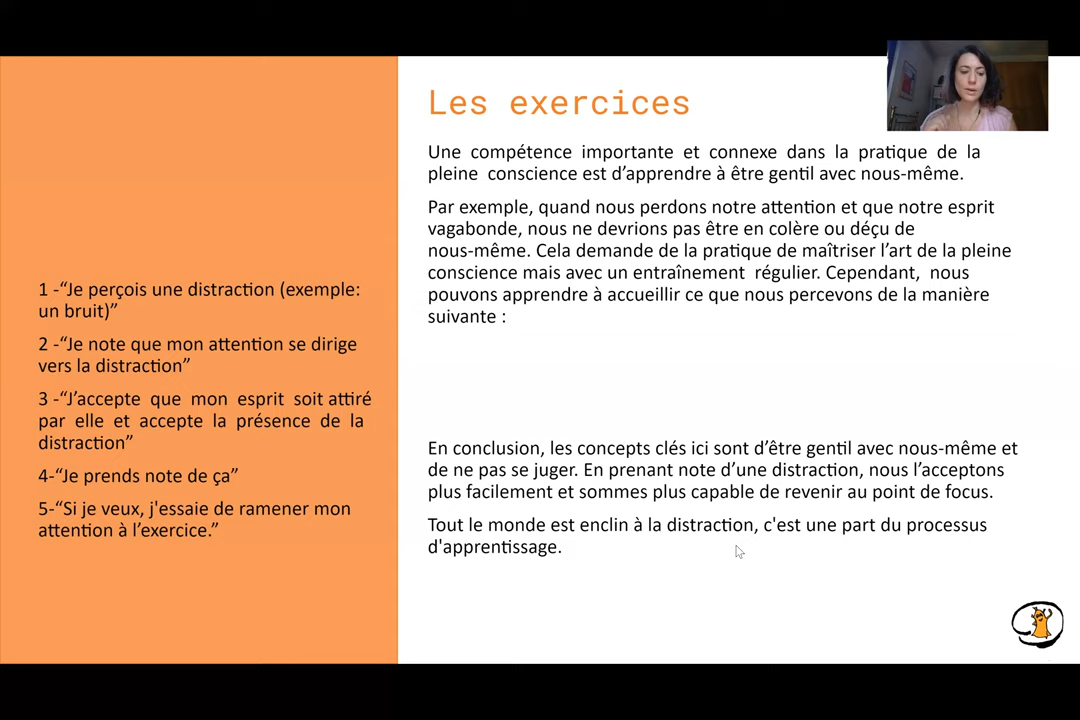 Les exercices
Une compétence importante et connexe dans la pratique de la
pleine conscience est d’apprendre à être gentil avec nous-même.
Par exemple, quand nous perdons notre attention et que notre esprit
vagabonde, nous ne devrions pas être en colère ou déçu de
nous-même. Cela demande de la pratique de maîtriser l’art de la pleine
conscience mais avec un entraînement régulier. Cependant, nous
pouvons apprendre à accueillir ce que nous percevons de la manière
suivante :
1 -“Je perçois une distraction (exemple:
un bruit)”
2 -“Je note que mon attention se dirige
vers la distraction”
3 -“J’accepte que mon esprit soit attiré
par elle et accepte la présence de la
distraction”
4-“Je prends note de ça”
5-“Si je veux, j'essaie de ramener mon
attention à l’exercice.”
En conclusion, les concepts clés ici sont d’être gentil avec nous-même et
de ne pas se juger. En prenant note d’une distraction, nous l’acceptons
plus facilement et sommes plus capable de revenir au point de focus.
Tout le monde est enclin à la distraction, c'est une part du processus
d'apprentissage.